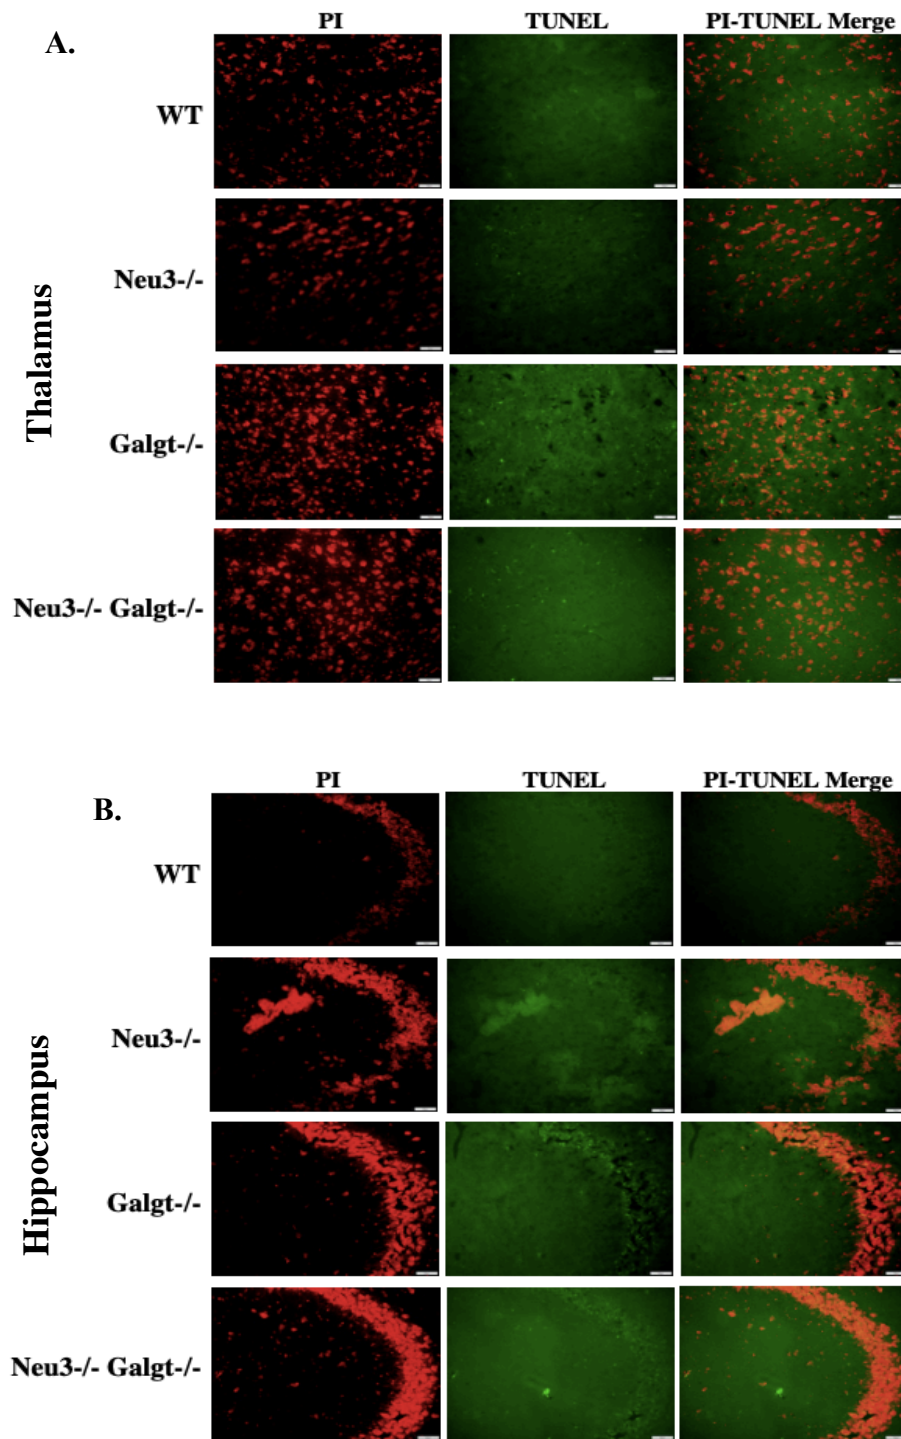 A.
PI TUNEL PI-TUNEL Merge
WT
Neu3-/-
Thalamus
Galgt-/-
Neu3-/- Galgt-/-
B.
PI TUNEL PI-TUNEL Merge
WT
Neu3-/-
Hippocampus
Galgt-/-
Neu3-/- Galgt-/-